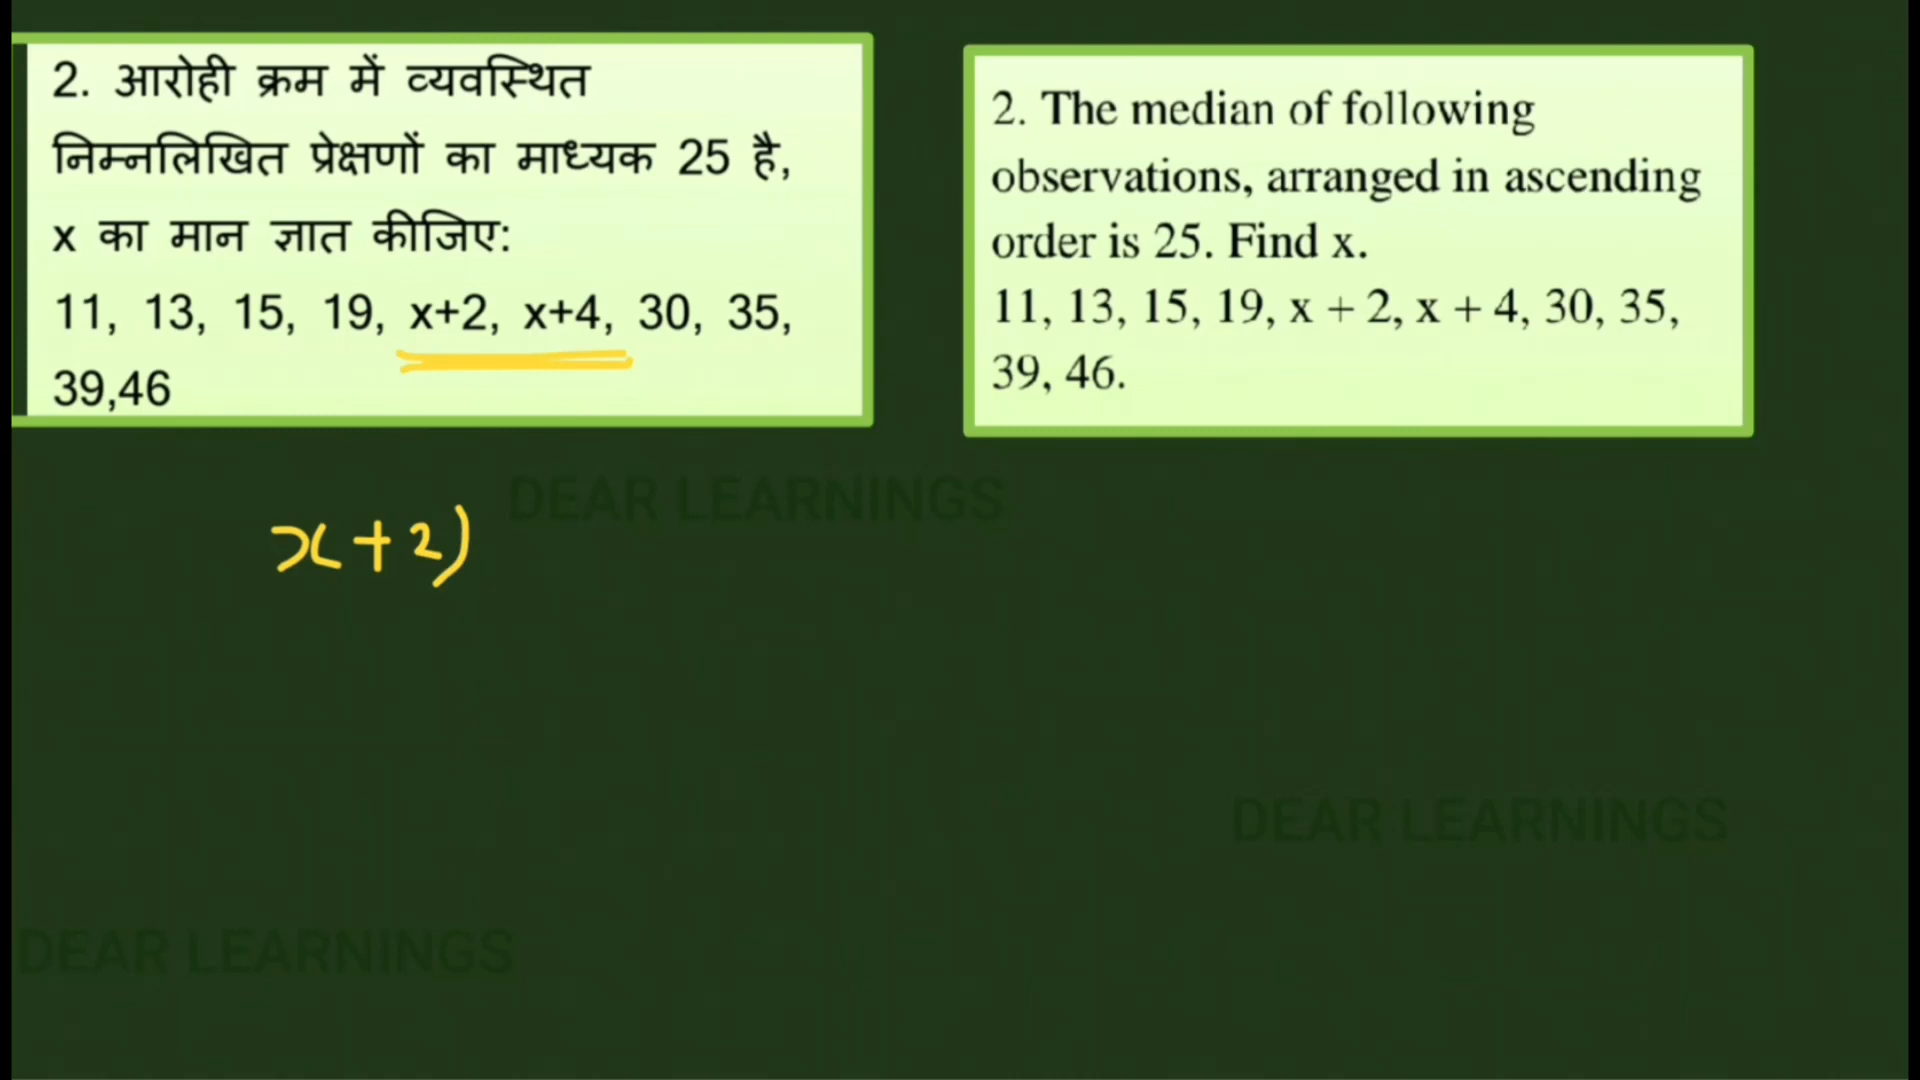 2. आरोही क्रम में व्यवस्थित
निम्नलिखित प्रेक्षणों का माध्यक 25 है,
x का मान ज्ञात कीजिए:
11, 13, 15, 19, x+2, x+4, 30, 35,
39,46
2. The median of following
observations, arranged in ascending
order is 25. Find x.
11, 13, 15, 19, x + 2, x + 4, 30, 35,
39, 46.
DEAR LEARNINGS
x+2)
DEAR LEARNINGS
DEAR LEARNINGS